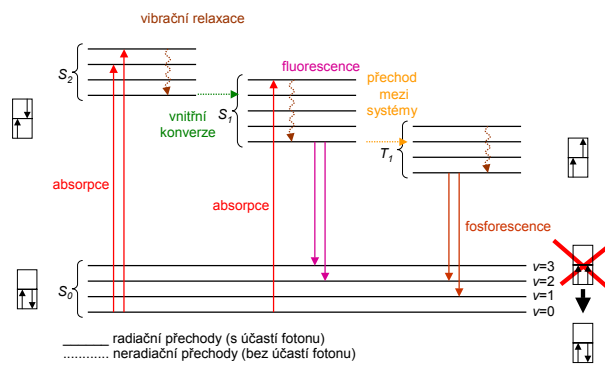 vibrační relaxace
S2
fluorescence
přechod
mezi
systémy
S1
vnitřní
konverze
T1
absorpce
absorpce
fosforescence
S0
v=3
v=2
v=1
v=0
radiační přechody (s účastí fotonu)
neradiační přechody (bez účastí fotonu)